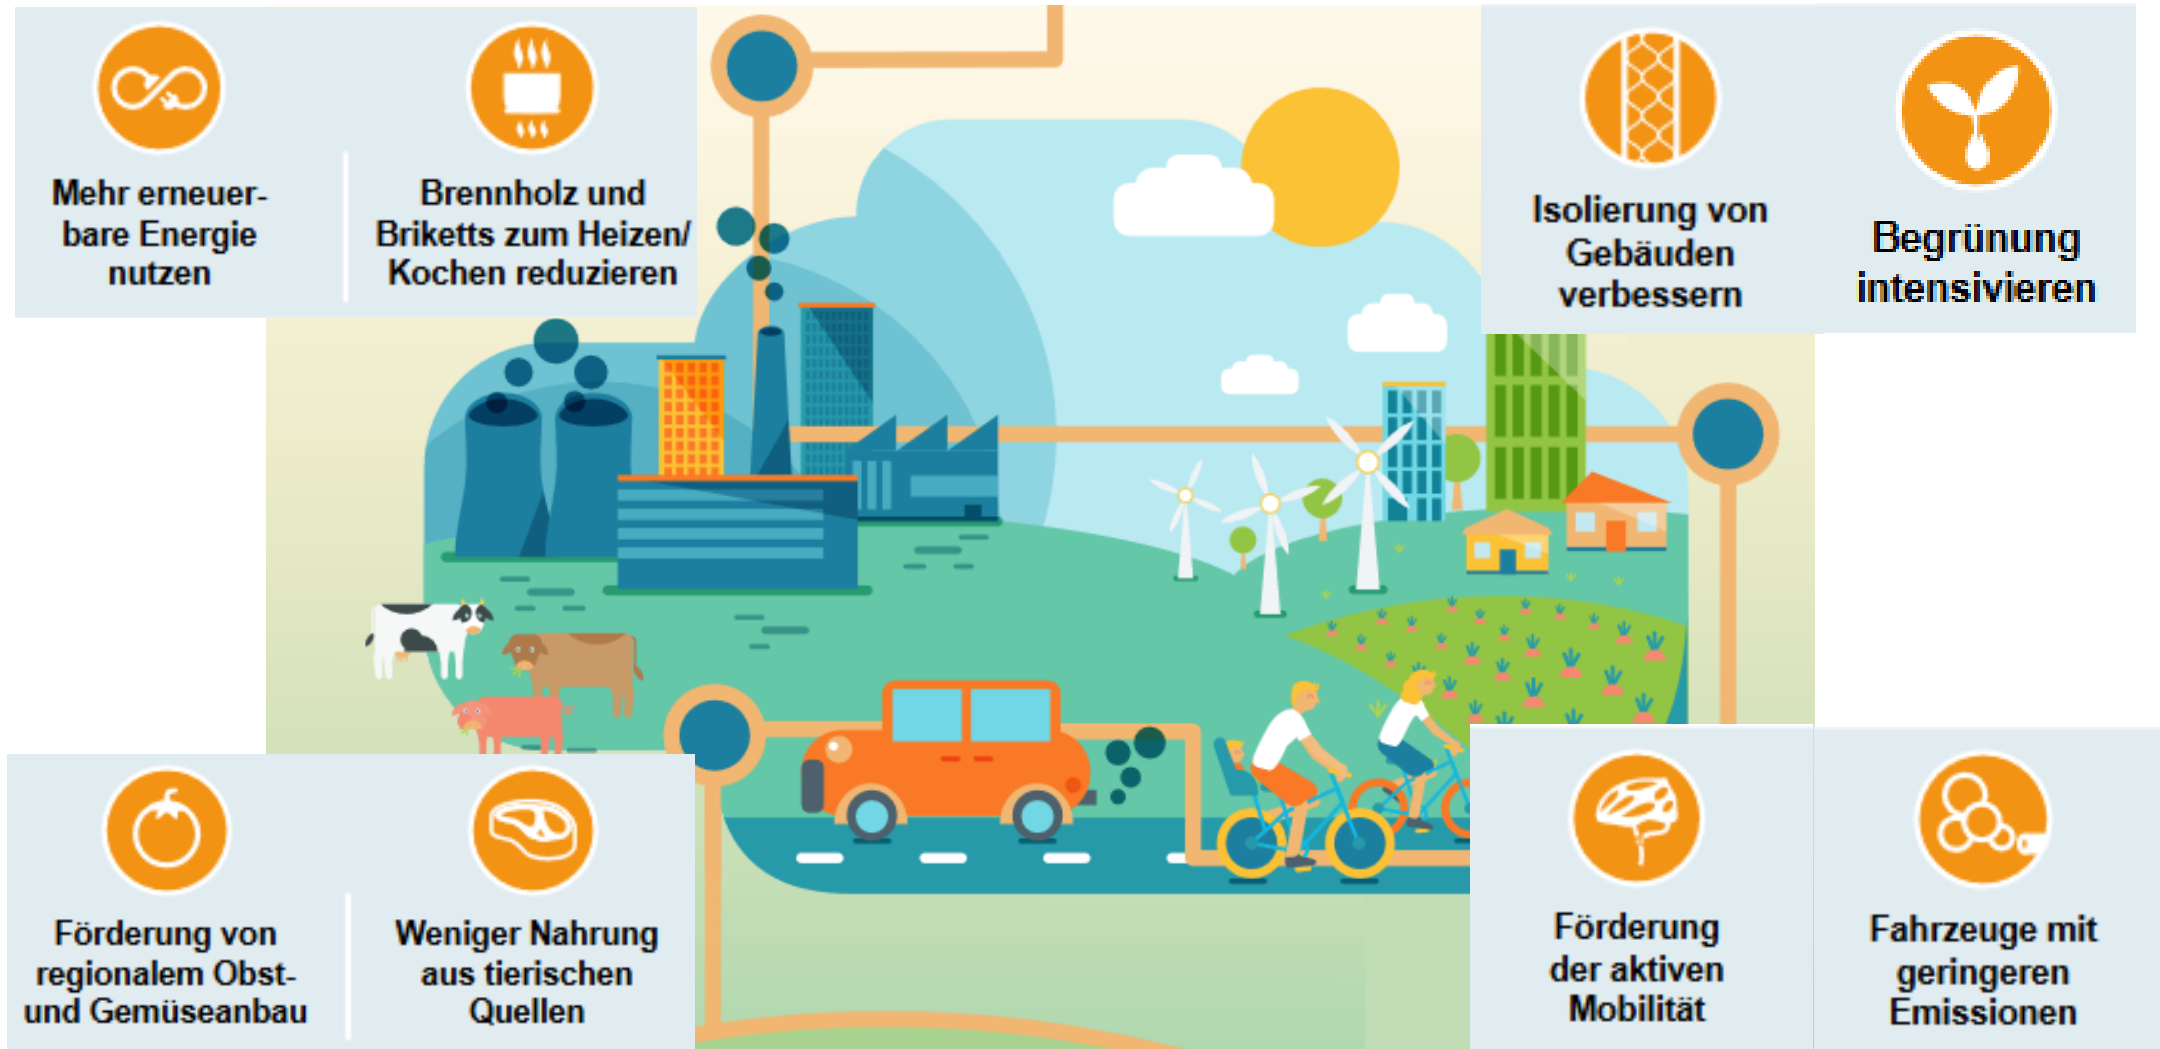 Mehr erneuer-
bare Energie
nutzen
Brennholz und
Briketts zum Heizen/
Kochen reduzieren
Isolierung von
Gebäuden
verbessern
Begrünung
intensivieren
Förderung von
regionalem Obst-
und Gemüseanbau
Weniger Nahrung
aus tierischen
Quellen
Förderung
der aktiven
Mobilität
Fahrzeuge mit
geringeren
Emissionen